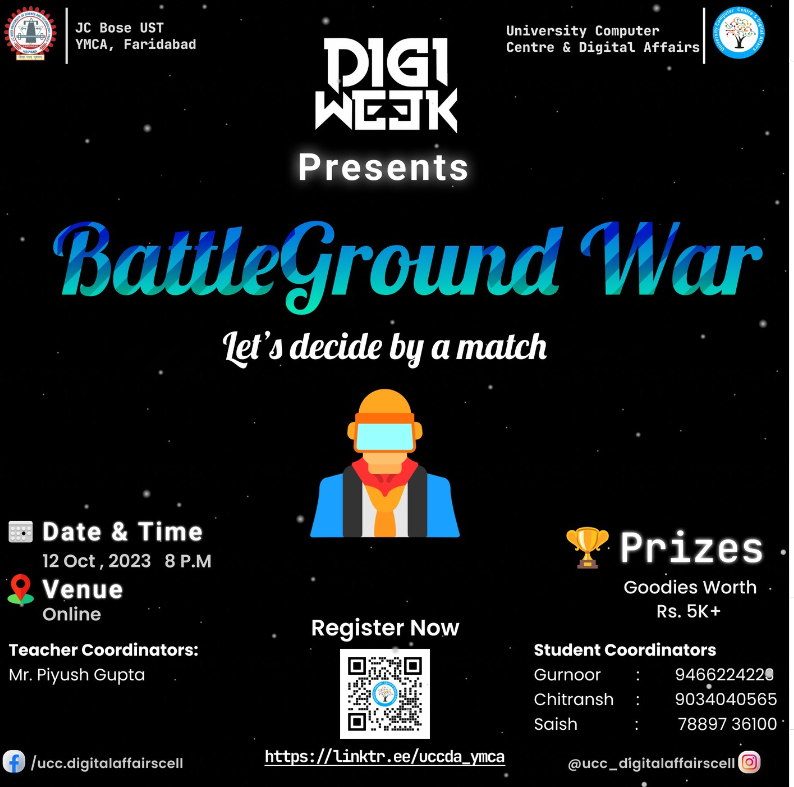 JC Bose UST
YMCA, Faridabad
University Computer
Centre & Digital Affairs
DIGI
WEEK
Presents
BattleGround War
Let's decide by a match
Date & Time
12 Oct , 2023 8 P.M
Venue
Online
Teacher Coordinators:
Mr. Piyush Gupta
Prizes
Goodies Worth
Rs. 5K+
Register Now
https://linktr.ee/uccda_ymca
Student Coordinators
Gurnoor :
Chitransh : 9034040565
Saish : 78897 36100
/ucc.digitalaffairscell
@ucc_digitalaffairscell